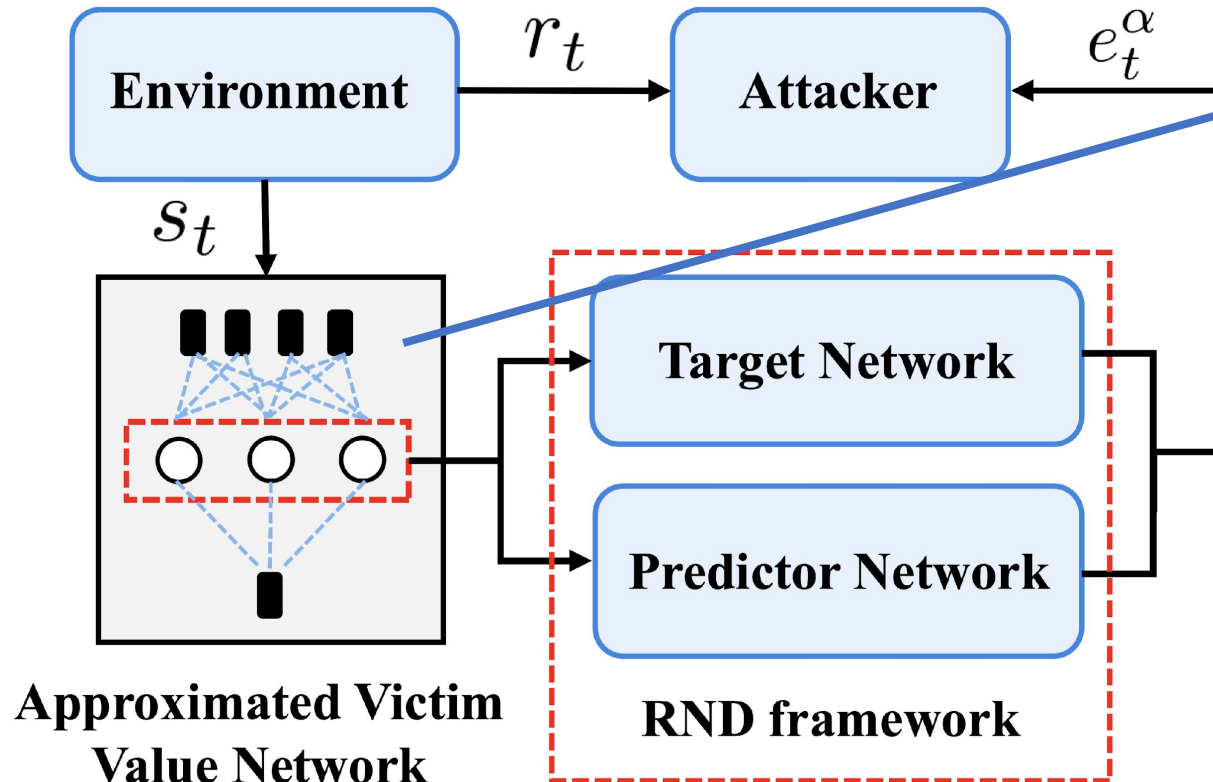 Environment
r_t
Attacker
e_t^α
s_t
Target Network
Predictor Network
Approximated Victim
Value Network
RND framework